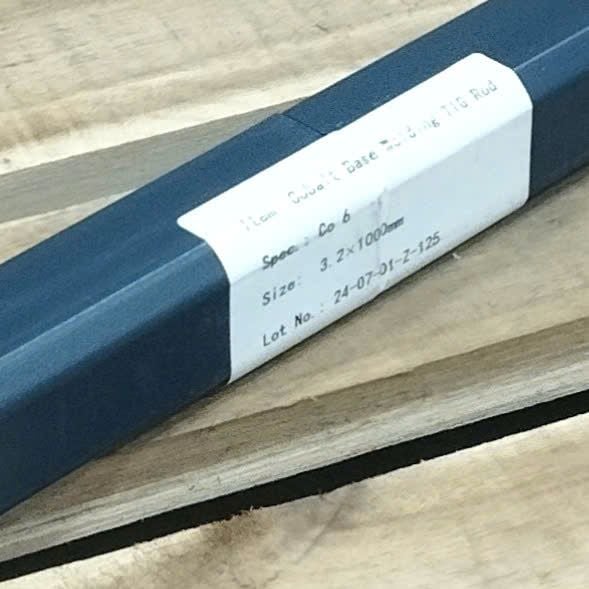 Item: Cobalt Base Welding TIG Rod
Spec.: Co 6
Size: 3.2×1000mm
Lot No.: 24-07-01-2-125